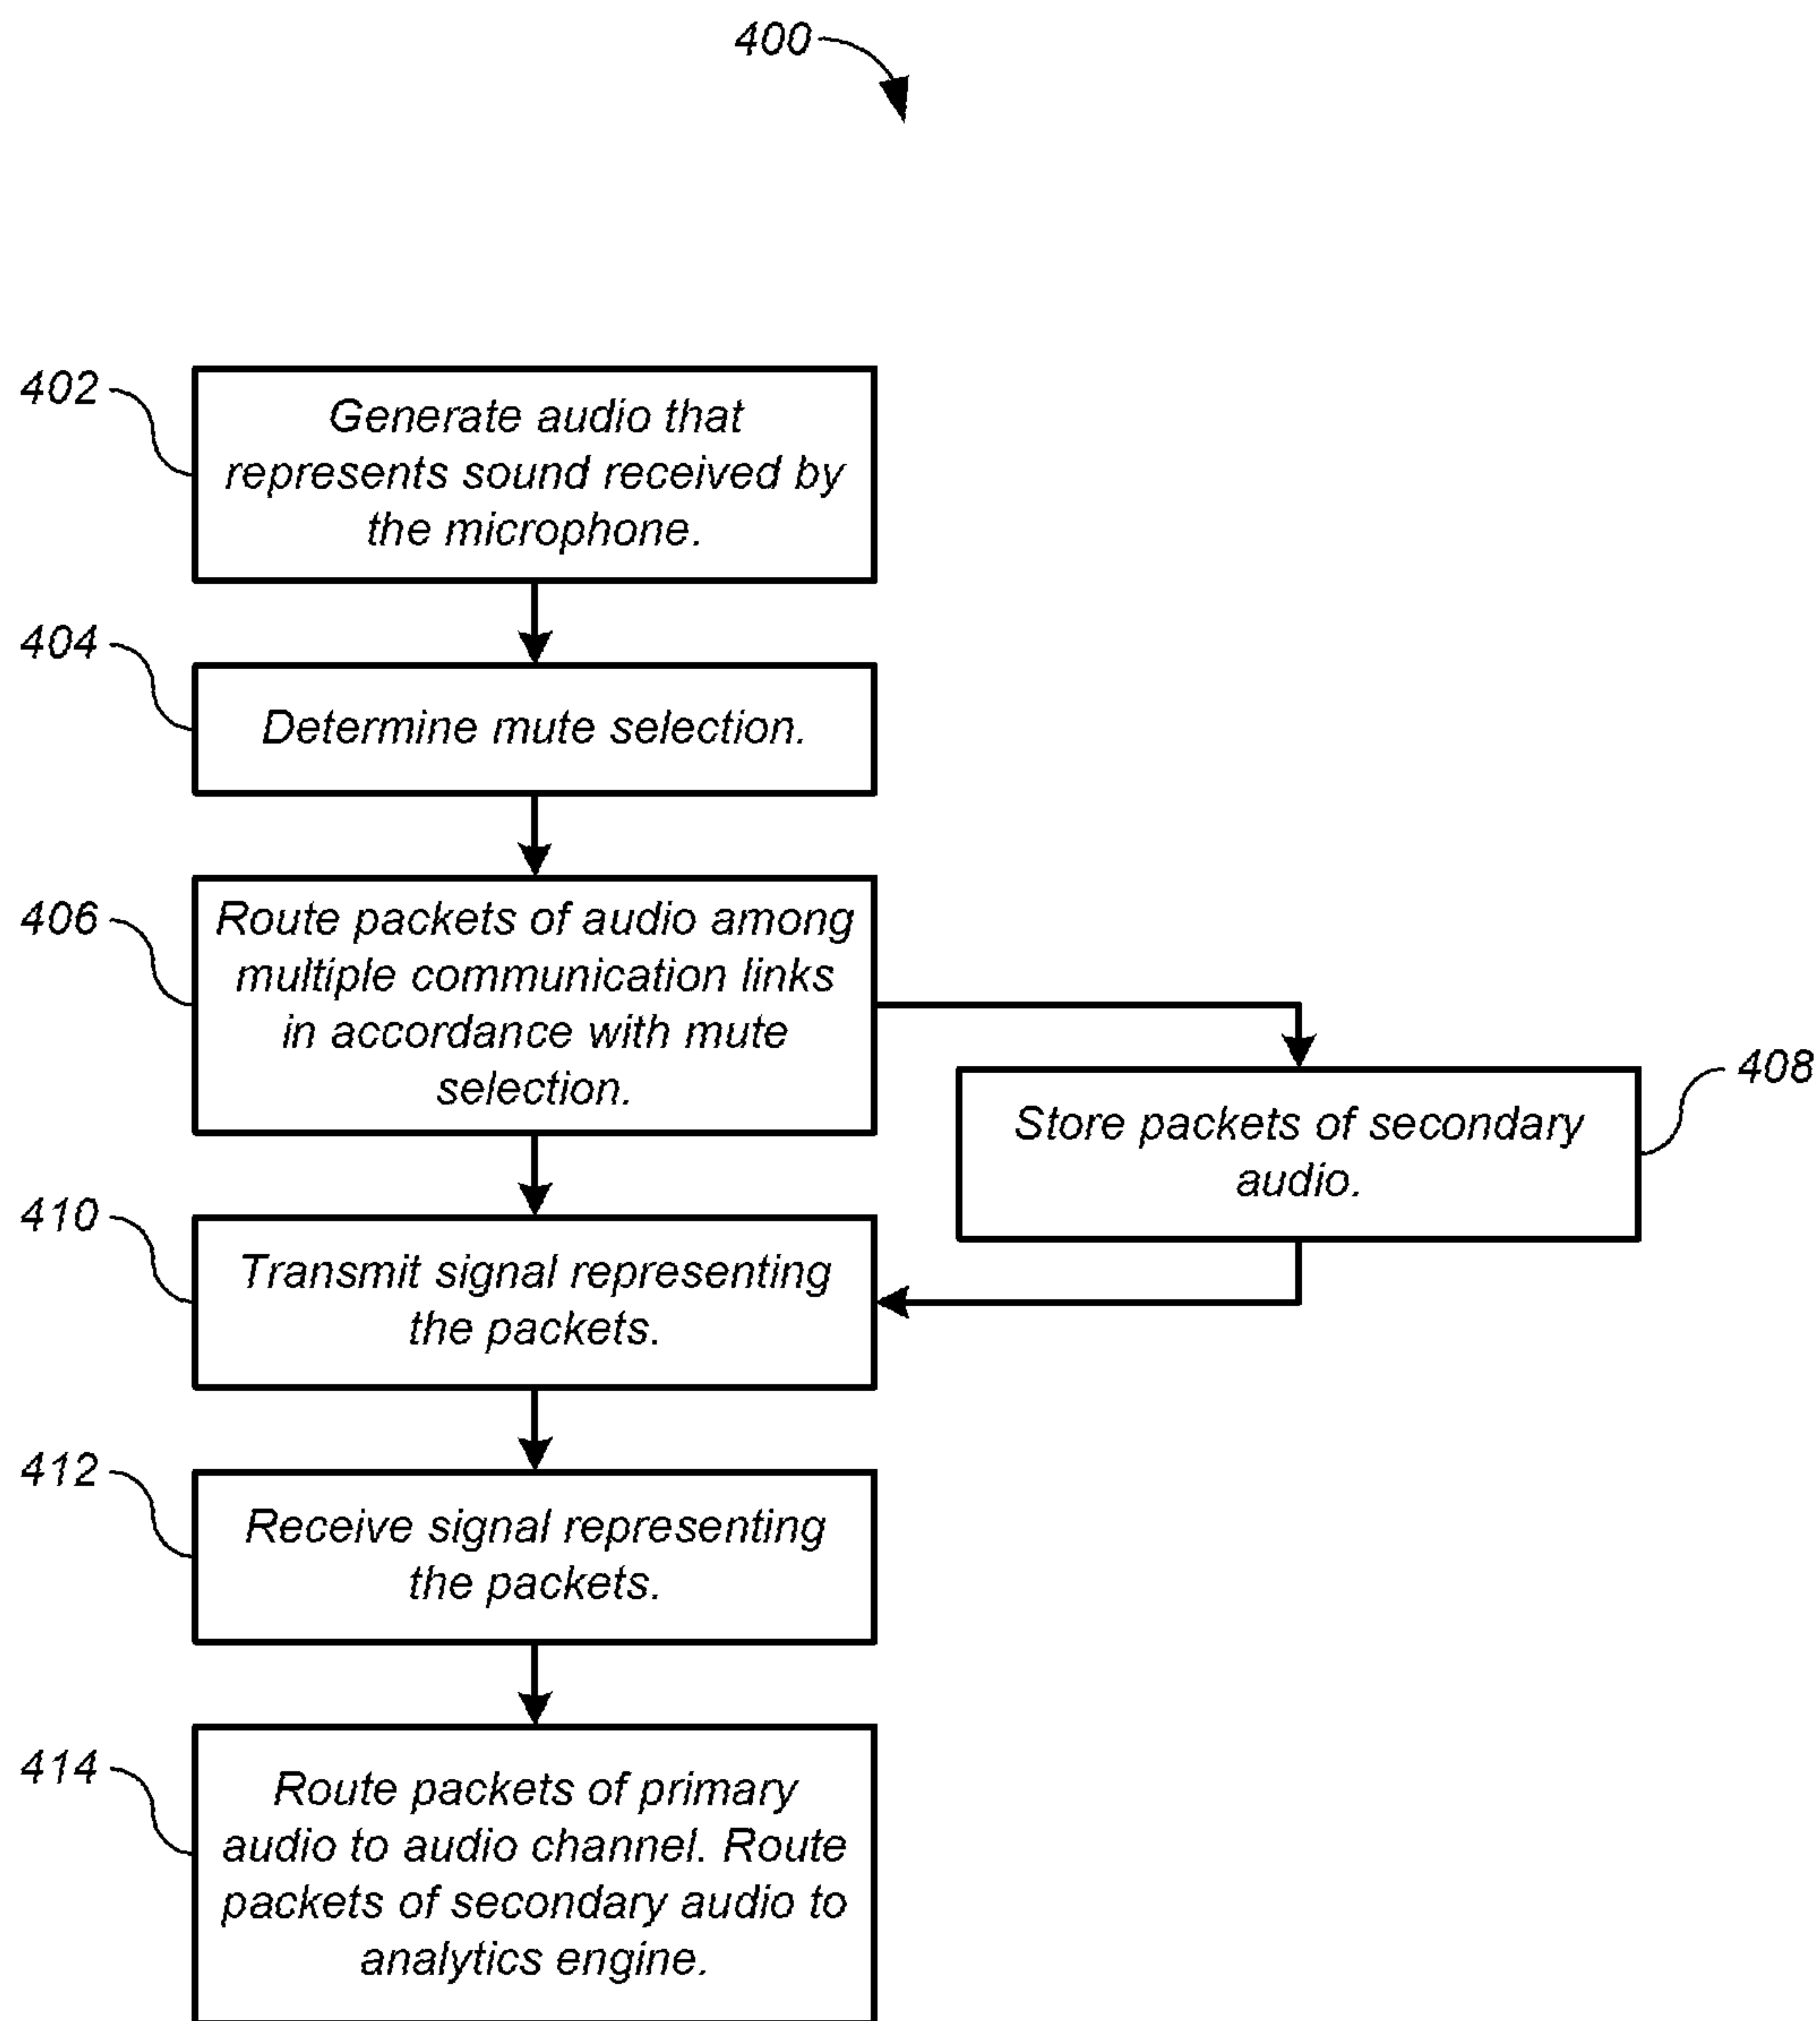 400
402
Generate audio that
represents sound received by
the microphone.
404
Determine mute selection.
406
Route packets of audio among
multiple communication links
in accordance with mute
selection.
408
Store packets of secondary
audio.
410
Transmit signal representing
the packets.
412
Receive signal representing
the packets.
414
Route packets of primary
audio to audio channel. Route
packets of secondary audio to
analytics engine.